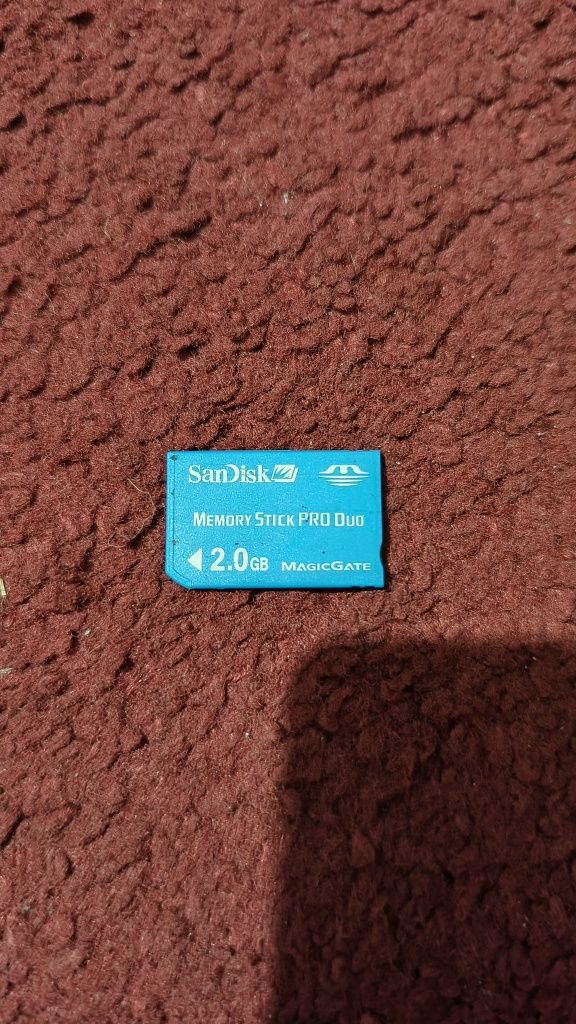 SanDisk
MEMORY STICK PRO DUO
2.0GB MAGICGATE